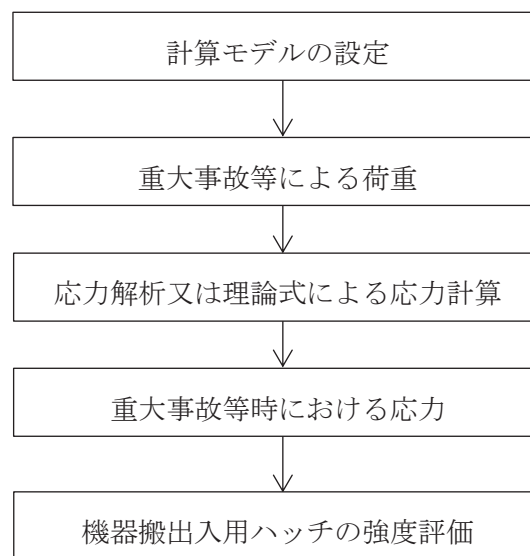 計算モデルの設定
重大事故等による荷重
応力解析又は理論式による応力計算
重大事故等時における応力
機器搬出入用ハッチの強度評価